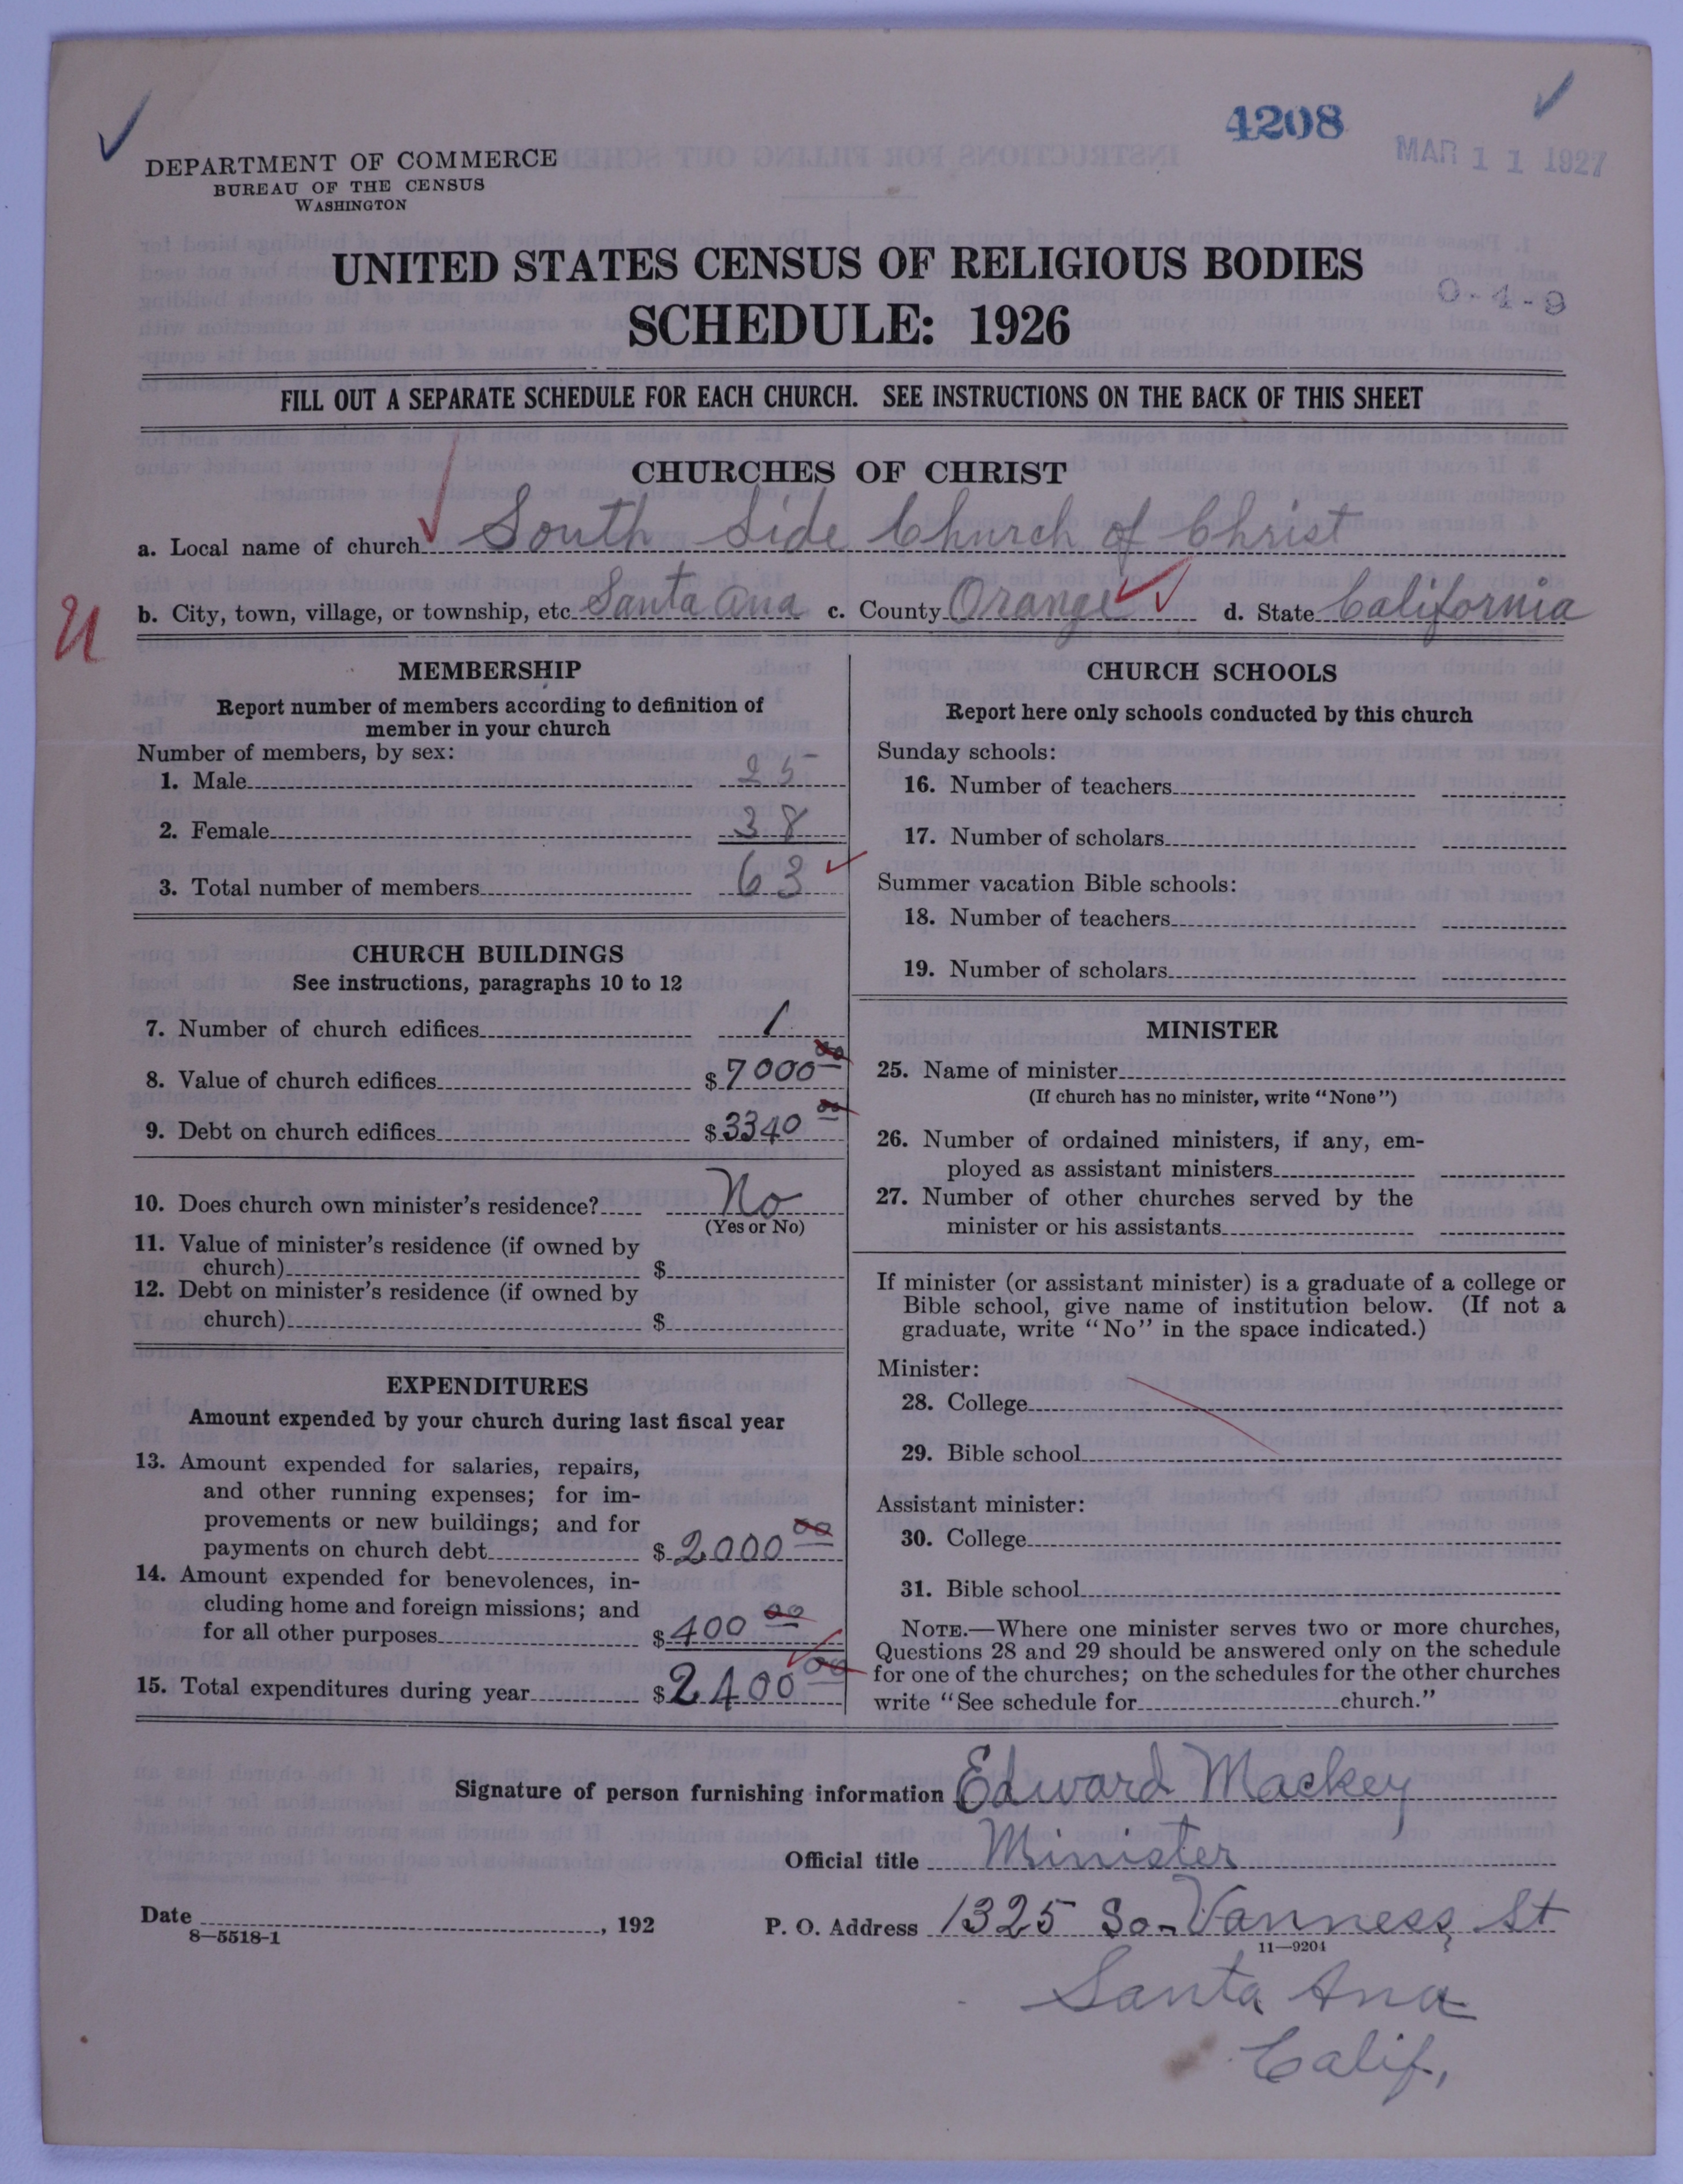 4208
MAR 11 1927
DEPARTMENT OF COMMERCE
BUREAU OF THE CENSUS
WASHINGTON
UNITED STATES CENSUS OF RELIGIOUS BODIES
SCHEDULE: 1926
0-4-9
FILL OUT A SEPARATE SCHEDULE FOR EACH CHURCH. SEE INSTRUCTIONS ON THE BACK OF THIS SHEET
CHURCHES OF CHRIST
a. Local name of church South Side Church of Christ
b. City, town, village, or township, etc. Santa Ana c. County Orange d. State California
MEMBERSHIP
Report number of members according to definition of
member in your church
Number of members, by sex:
1. Male 25
2. Female 38
3. Total number of members 63
CHURCH BUILDINGS
See instructions, paragraphs 10 to 12
7. Number of church edifices 1
8. Value of church edifices $7000 00
9. Debt on church edifices $3340 00
10. Does church own minister's residence? No
(Yes or No)
11. Value of minister's residence (if owned by
church) $
12. Debt on minister's residence (if owned by
church) $
EXPENDITURES
Amount expended by your church during last fiscal year
13. Amount expended for salaries, repairs,
and other running expenses; for im-
provements or new buildings; and for
payments on church debt $2000 00
14. Amount expended for benevolences, in-
cluding home and foreign missions; and
for all other purposes $400 00
15. Total expenditures during year $2400 00
CHURCH SCHOOLS
Report here only schools conducted by this church
Sunday schools:
16. Number of teachers
17. Number of scholars
Summer vacation Bible schools:
18. Number of teachers
19. Number of scholars
MINISTER
25. Name of minister
(If church has no minister, write "None")
26. Number of ordained ministers, if any, em-
ployed as assistant ministers
27. Number of other churches served by the
minister or his assistants
If minister (or assistant minister) is a graduate of a college or
Bible school, give name of institution below. (If not a
graduate, write "No" in the space indicated.)
Minister:
28. College
29. Bible school
Assistant minister:
30. College
31. Bible school
NOTE.—Where one minister serves two or more churches,
Questions 28 and 29 should be answered only on the schedule
for one of the churches; on the schedules for the other churches
write "See schedule for church."
Signature of person furnishing information Edward Mackey
Official title Minister
Date , 192 P. O. Address 1325 So. Vanness St
8—5518-1
11—9204
Santa Ana
Calif,